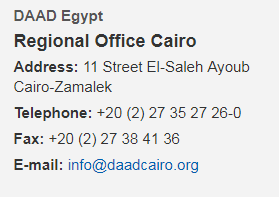 DAAD Egypt
Regional Office Cairo
Address: 11 Street El-Saleh Ayoub
Cairo-Zamalek
Telephone: +20 (2) 27 35 27 26-0
Fax: +20 (2) 27 38 41 36
E-mail: info@daadcairo.org